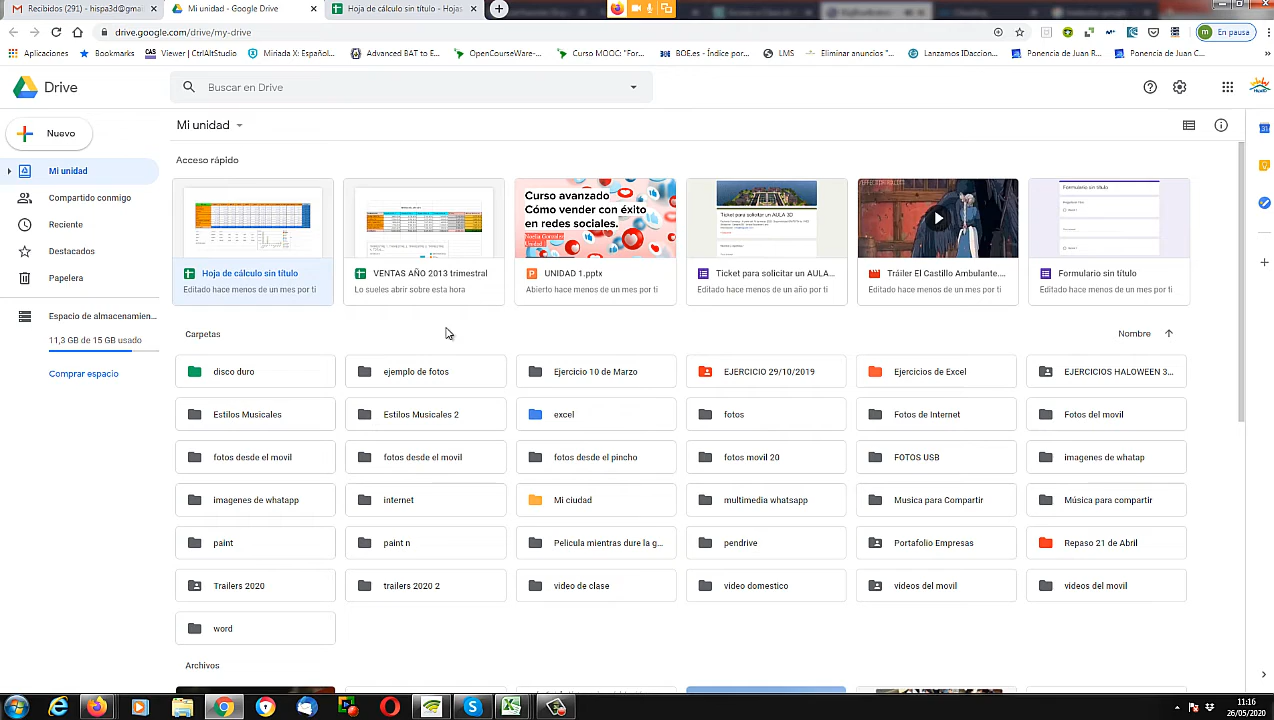 Recibidos (291) - hispa3d@gma
Mi unidad - Google Drive
Hoja de cálculo sin título - Hojas
drive.google.com/drive/my-drive
En pausa
Aplicaciones
Bookmarks
Viewer | CtrlAltStudio
Miríada X: Español...
Advanced BAT to E...
OpenCourseWare-...
Curso MOOC: "For...
BOE.es - Índice por...
LMS
Eliminar anuncios "...
Lanzamos IDaccion...
Ponencia de Juan R...
Ponencia de Juan C...
Drive
Buscar en Drive
Nuevo
Mi unidad
Compartido conmigo
Reciente
Destacados
Papelera
Espacio de almacenamien...
11,3 GB de 15 GB usado
Comprar espacio
Mi unidad
Acceso rápido
Hoja de cálculo sin título
Editado hace menos de un mes por ti
VENTAS AÑO 2013 trimestral
Lo sueles abrir sobre esta hora
Curso avanzado
Cómo vender con éxito
en redes sociales.
UNIDAD 1.pptx
Abierto hace menos de un mes por ti
Ticket para solicitar un AULA 3D
Ticket para solicitar un AULA...
Editado hace menos de un año por ti
Tráiler El Castillo Ambulante....
Editado hace menos de un mes por ti
Formulario sin título
Formulario sin título
Editado hace menos de un mes por ti
Carpetas
Nombre
disco duro
ejemplo de fotos
Ejercicio 10 de Marzo
EJERCICIO 29/10/2019
Ejercicios de Excel
EJERCICIOS HALOWEEN 3...
Estilos Musicales
Estilos Musicales 2
excel
fotos
Fotos de Internet
Fotos del movil
fotos desde el movil
fotos desde el movil
fotos desde el pincho
fotos movil 20
FOTOS USB
imagenes de whatap
imagenes de whatapp
internet
Mi ciudad
multimedia whatsapp
Musica para Compartir
Música para compartir
paint
paint n
Pelicula mientras dure la g...
pendrive
Portafolio Empresas
Repaso 21 de Abril
Trailers 2020
trailers 2020 2
video de clase
video domestico
videos del movil
videos del movil
word
Archivos
11:16
26/05/2020